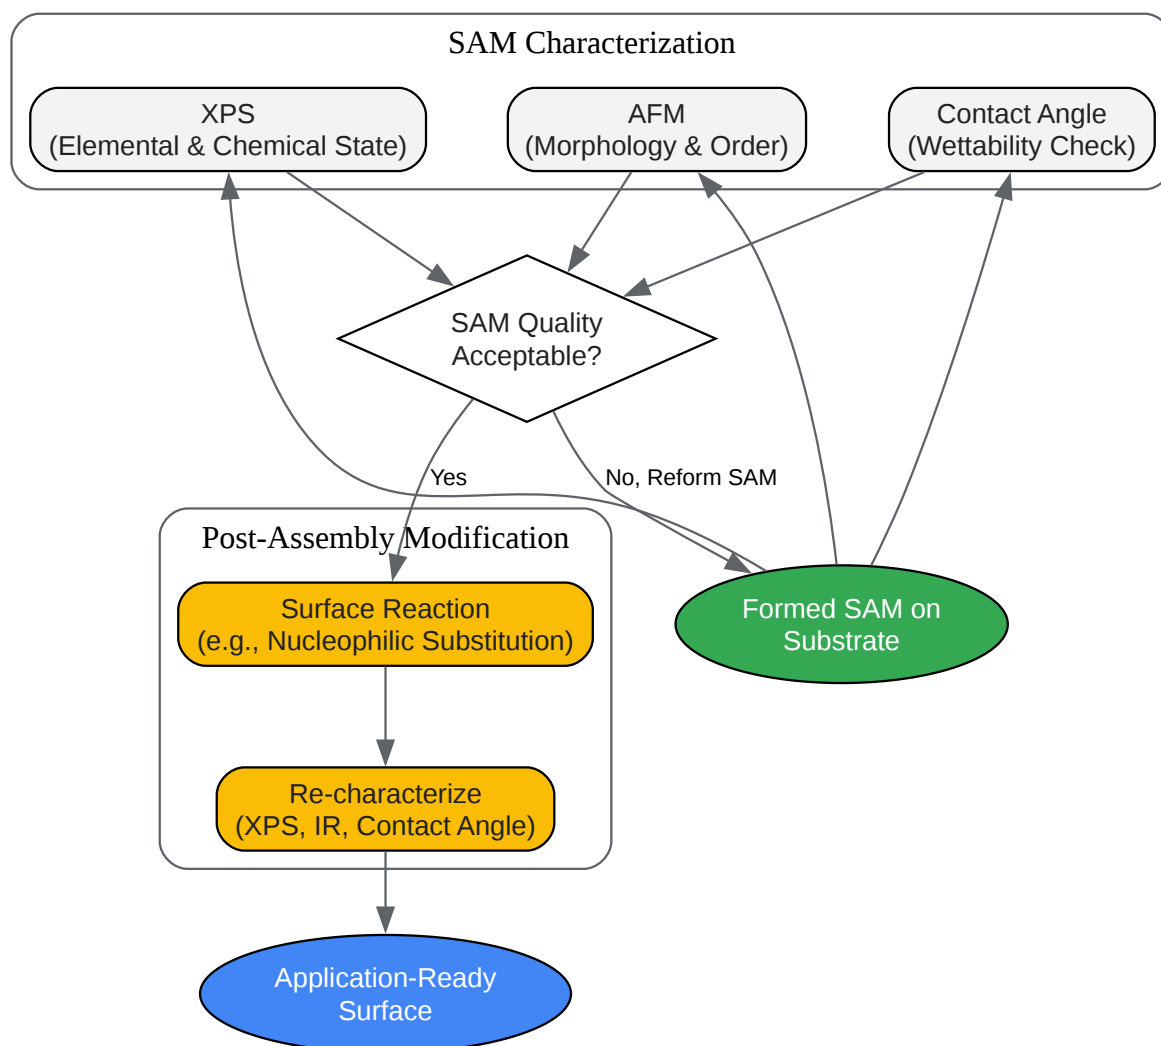 SAM Characterization
XPS
(Elemental & Chemical State)
AFM
(Morphology & Order)
Contact Angle
(Wettability Check)
SAM Quality
Acceptable?
Yes
No, Reform SAM
Post-Assembly Modification
Surface Reaction
(e.g., Nucleophilic Substitution)
Formed SAM on
Substrate
Re-characterize
(XPS, IR, Contact Angle)
Application-Ready
Surface